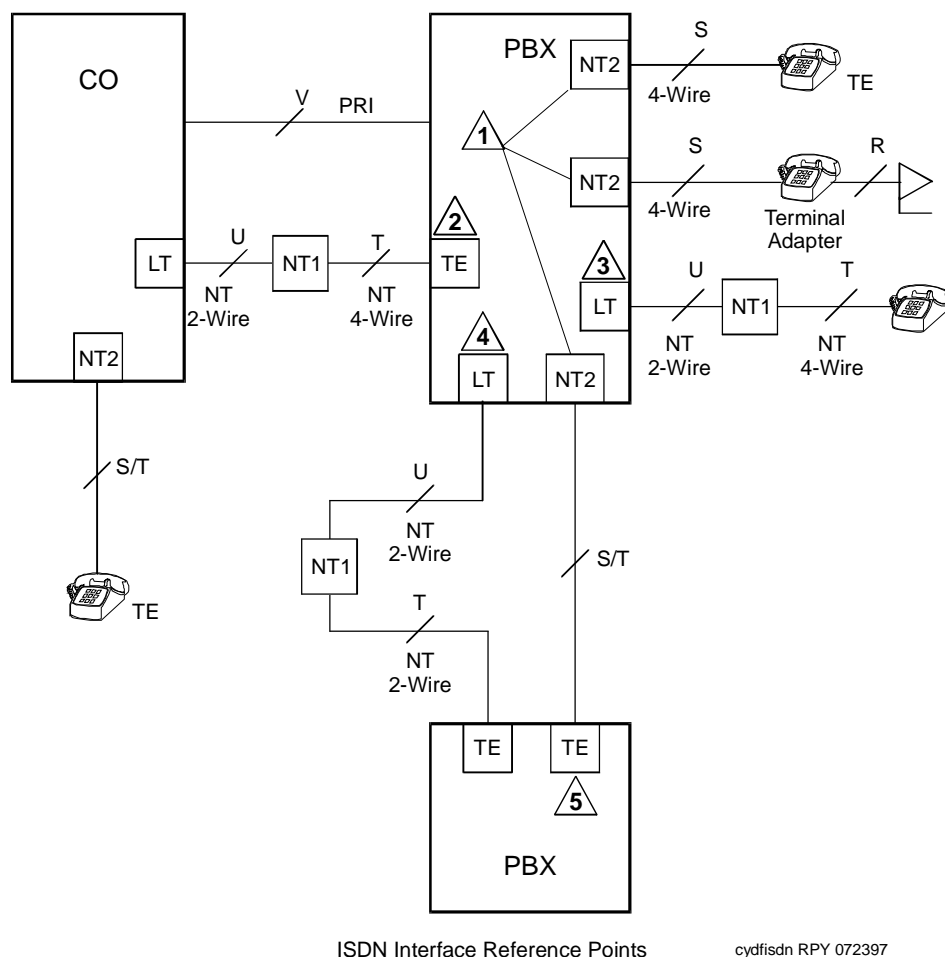 CO
PBX
NT2
S
4-Wire
TE
V
PRI
1
NT2
S
4-Wire
Terminal
Adapter
R
2
LT
U
NT
2-Wire
NT1
T
NT
4-Wire
TE
3
LT
U
NT
2-Wire
NT1
T
NT
4-Wire
NT2
4
LT
NT2
S/T
TE
U
NT
2-Wire
NT1
T
NT
2-Wire
S/T
TE
TE
5
PBX
ISDN Interface Reference Points
cydfisdn RPY 072397